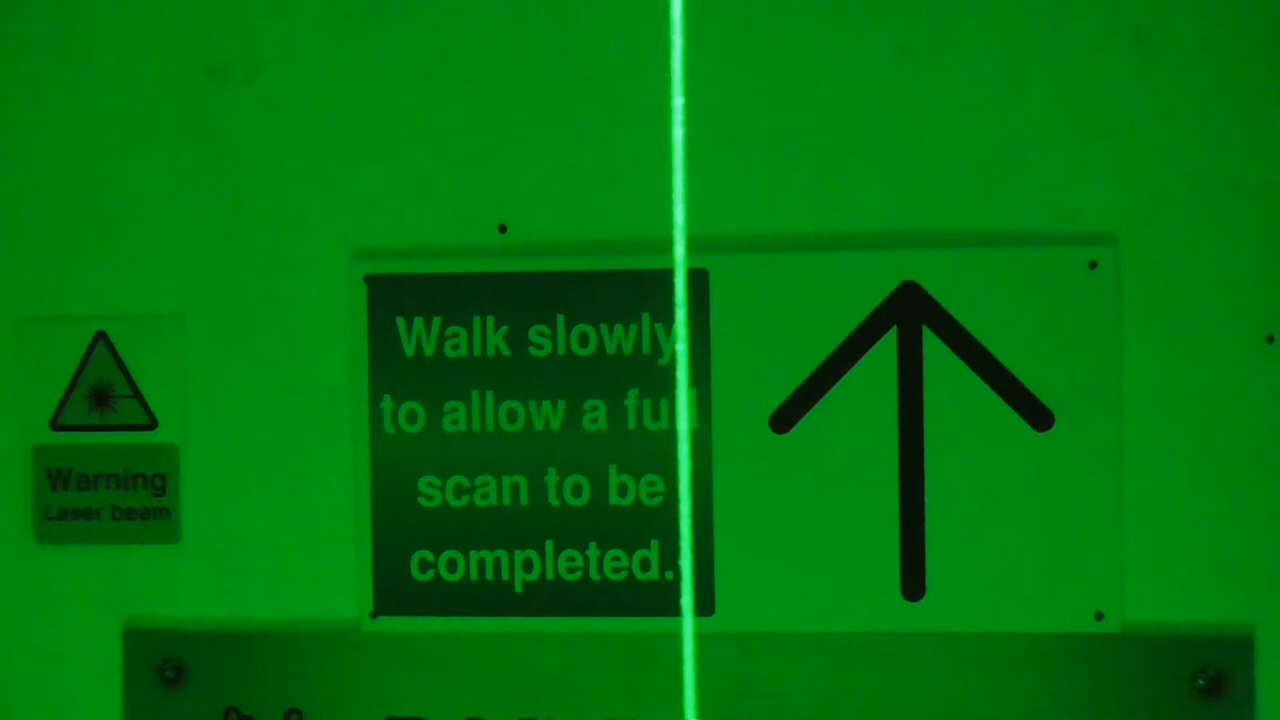 Walk slowly
to allow a full
scan to be
completed.
Warning
Laser beam